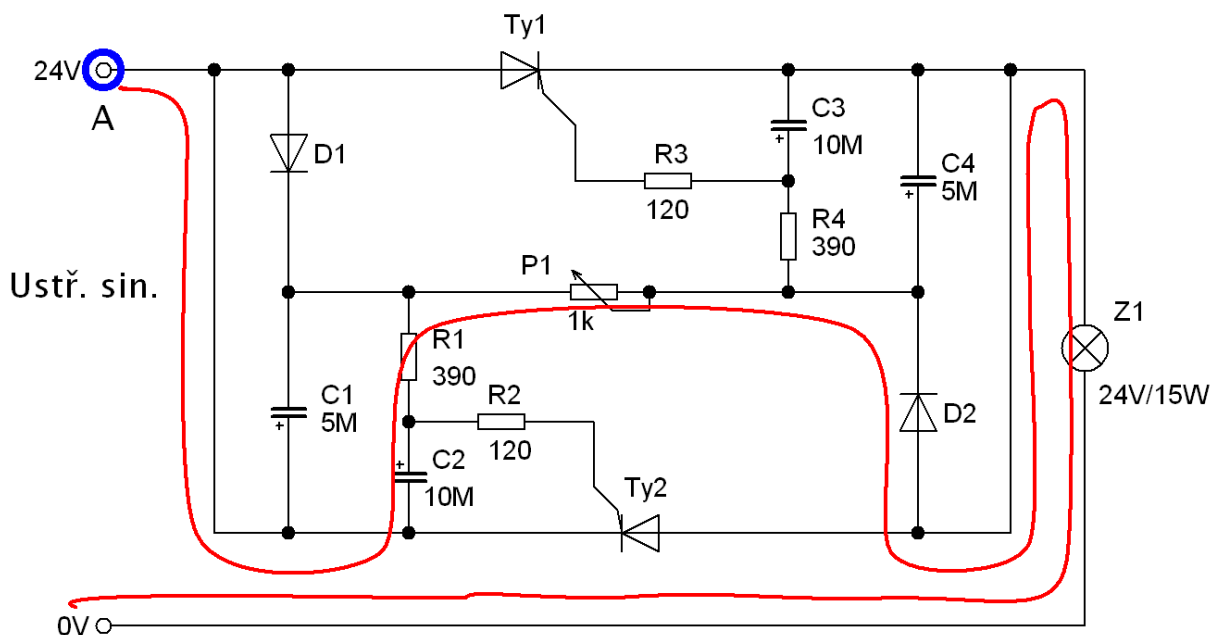 Ty1
24V
A
C3
10M
D1
R3
120
C4
5M
R4
390
Ustř. sin.
P1
1k
Z1
24V/15W
R1
390
C1
5M
R2
120
D2
C2
10M
Ty2
0V
+
+
+
+